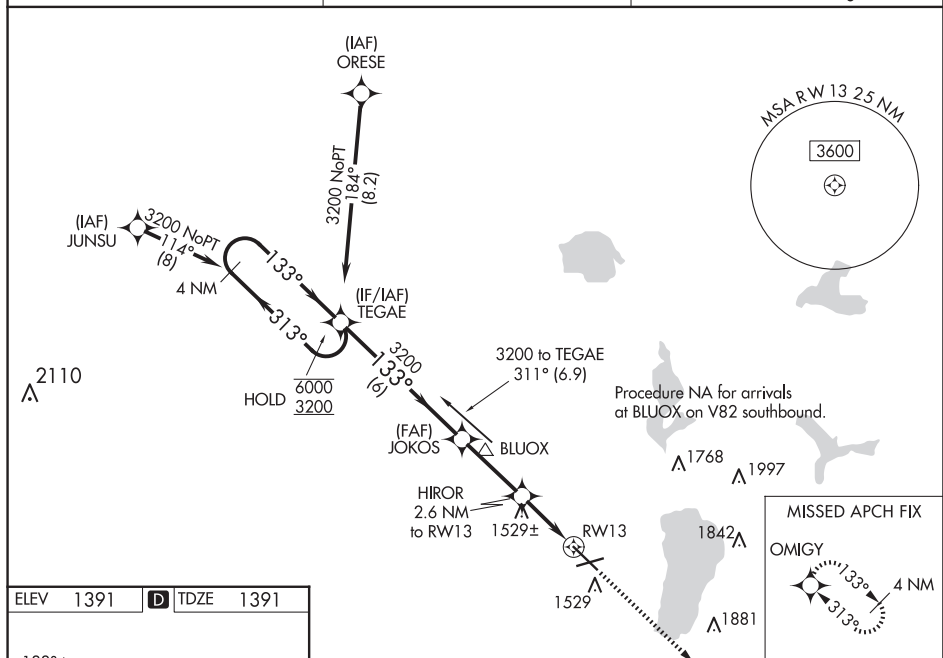 (IAF)
ORESE
MSA RW 13 25 NM
3600
3200 NoPT
184°
(8.2)
(IAF)
JUNSU
3200 NoPT
114°
(8)
4 NM
133°
313°
(IF/IAF)
TEGAE
HOLD
6000
3200
3200
133°
(6)
3200 to TEGAE
311° (6.9)
2110
Procedure NA for arrivals
at BLUOX on V82 southbound.
(FAF)
JOKOS
BLUOX
1768
1997
HIROR
2.6 NM
to RW13
1529±
RW13
1842
1529
1881
MISSED APCH FIX
OMIGY
133°
313°
4 NM
ELEV 1391
D
TDZE 1391